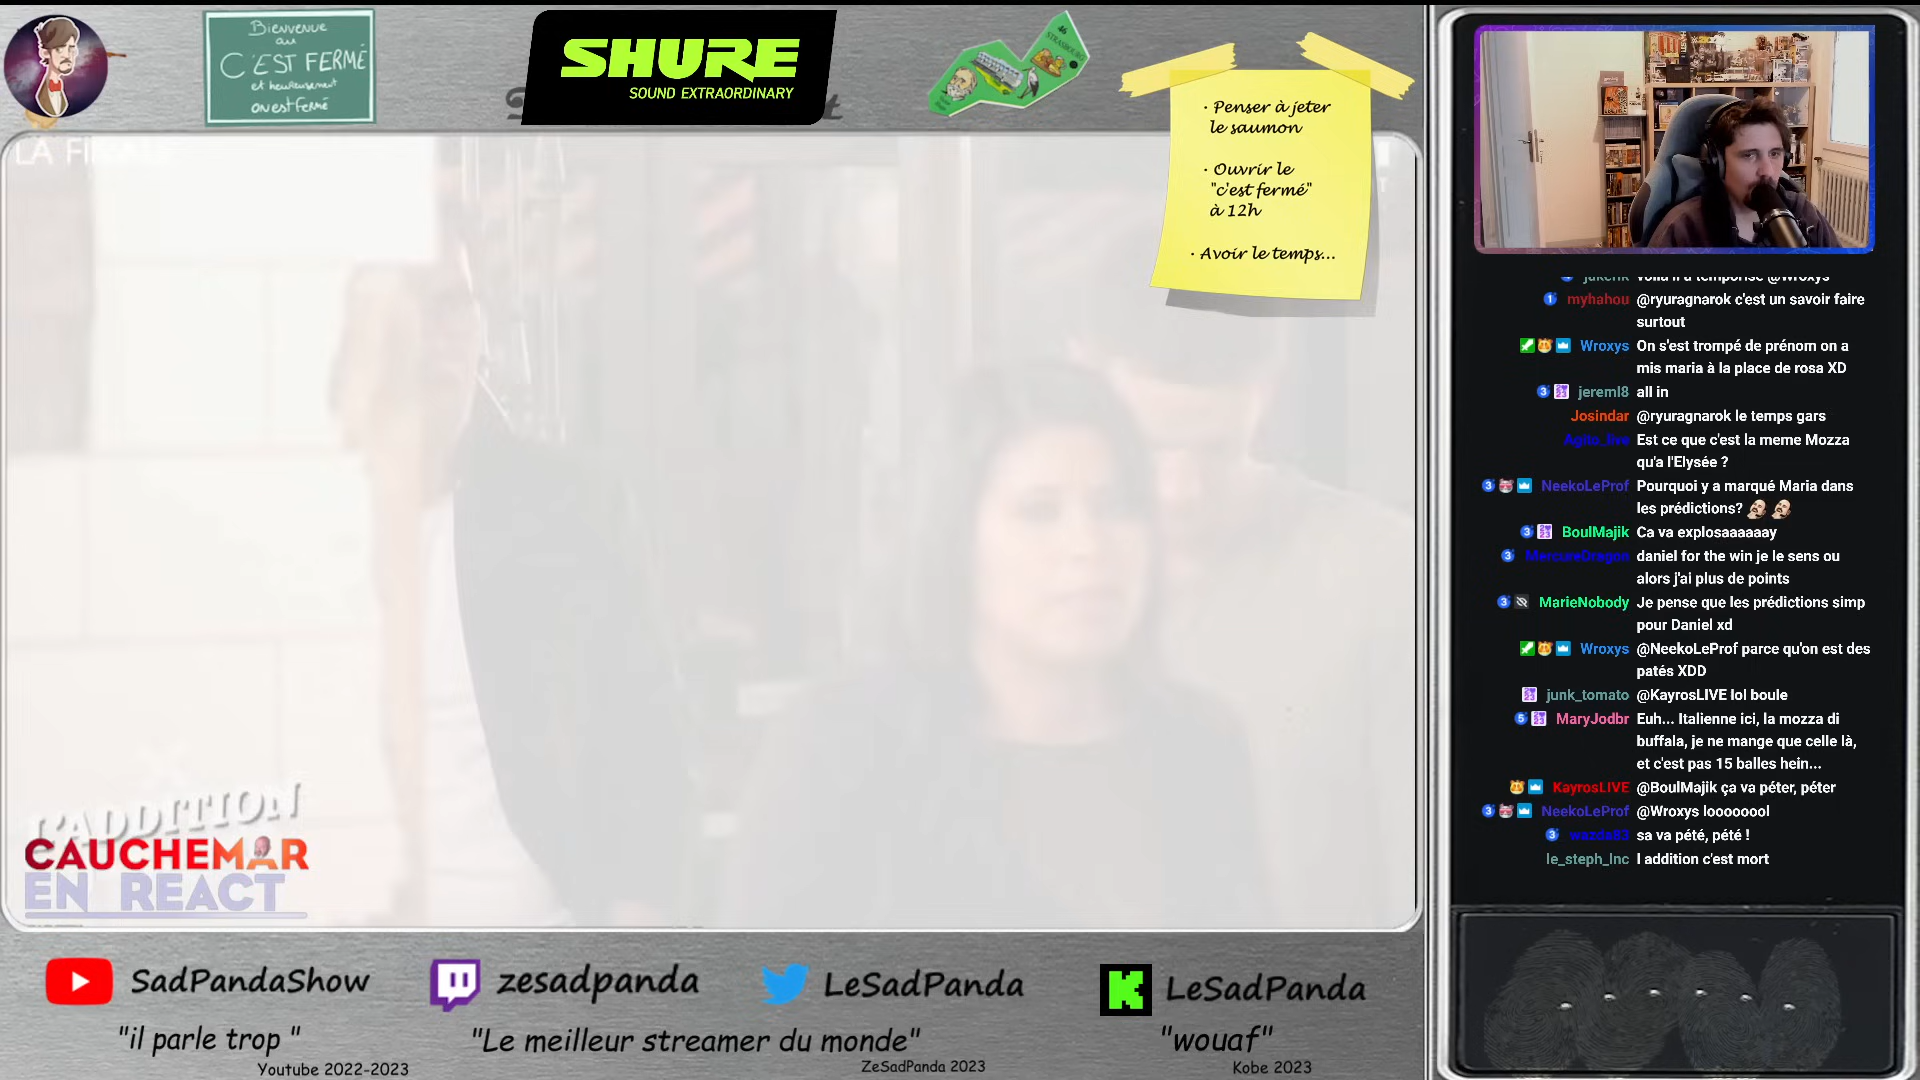 Bienvenue
au
C'EST FERMÉ
et heureusement
on est fermé
SHURE
SOUND EXTRAORDINARY
46
STRASBOURG
• Penser à jeter
le saumon
• Ouvrir le
"c'est fermé"
à 12h
• Avoir le temps...
L'ADDITION
CAUCHEMAR
EN REACT
SadPandaShow
"il parle trop "
Youtube 2022-2023
zesadpanda
"Le meilleur streamer du monde"
ZeSadPanda 2023
LeSadPanda
LeSadPanda
"wouaf"
Kobe 2023
myhahou @ryuragnarok c'est un savoir faire
surtout
Wroxys On s'est trompé de prénom on a
mis maria à la place de rosa XD
jereml8 all in
Josindar @ryuragnarok le temps gars
Agito_live Est ce que c'est la meme Mozza
qu'a l'Elysée ?
NeekoLeProf Pourquoi y a marqué Maria dans
les prédictions?
BoulMajik Ca va explosaaaaaay
MercureDragon daniel for the win je le sens ou
alors j'ai plus de points
MarieNobody Je pense que les prédictions simp
pour Daniel xd
Wroxys @NeekoLeProf parce qu'on est des
patés XDD
junk_tomato @KayrosLIVE lol boule
MaryJodbr Euh... Italienne ici, la mozza di
buffala, je ne mange que celle là,
et c'est pas 15 balles hein...
KayrosLIVE @BoulMajik ça va péter, péter
NeekoLeProf @Wroxys loooooool
wazda83 sa va pété, pété !
le_steph_lnc l addition c'est mort